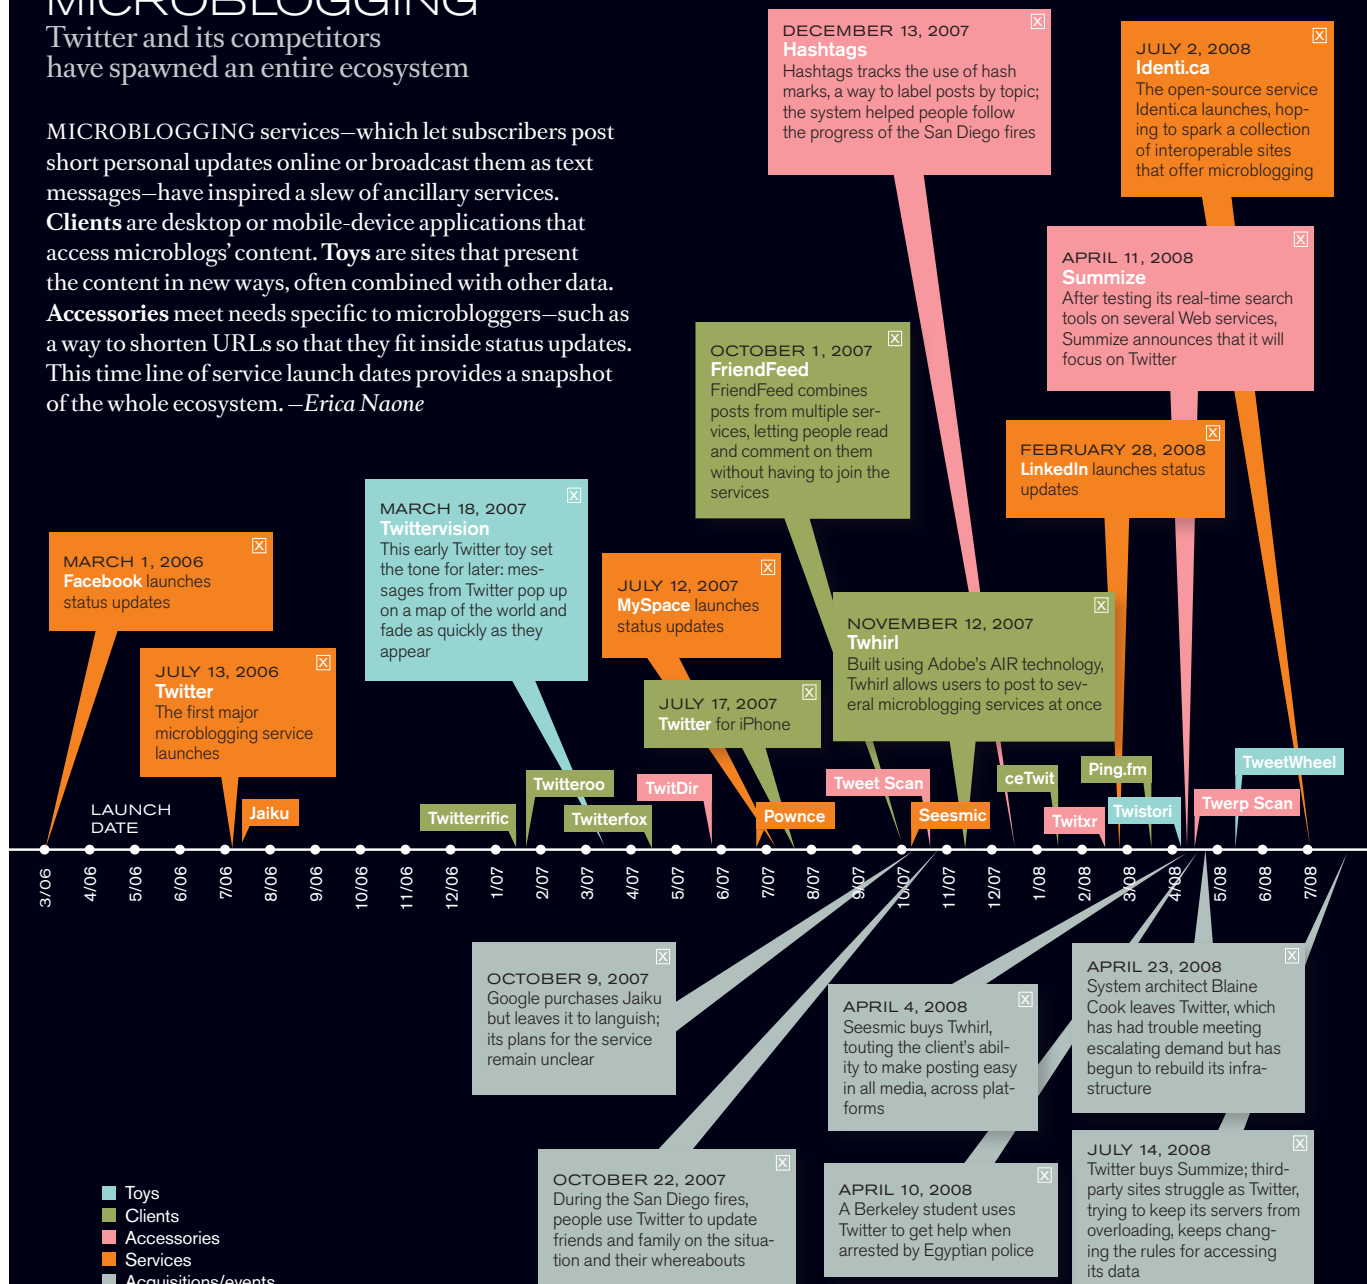 MICROBLOGGING
Twitter and its competitors
have spawned an entire ecosystem
MICROBLOGGING services—which let subscribers post
short personal updates online or broadcast them as text
messages—have inspired a slew of ancillary services.
Clients are desktop or mobile-device applications that
access microblogs' content. Toys are sites that present
the content in new ways, often combined with other data.
Accessories meet needs specific to microbloggers—such as
a way to shorten URLs so that they fit inside status updates.
This time line of service launch dates provides a snapshot
of the whole ecosystem. —Erica Naone
DECEMBER 13, 2007
Hashtags
Hashtags tracks the use of hash
marks, a way to label posts by topic;
the system helped people follow
the progress of the San Diego fires
JULY 2, 2008
Identi.ca
The open-source service
Identi.ca launches, hop-
ing to spark a collection
of interoperable sites
that offer microblogging
APRIL 11, 2008
Summize
After testing its real-time search
tools on several Web services,
Summize announces that it will
focus on Twitter
OCTOBER 1, 2007
FriendFeed
FriendFeed combines
posts from multiple ser-
vices, letting people read
and comment on them
without having to join the
services
FEBRUARY 28, 2008
LinkedIn launches status
updates
MARCH 18, 2007
Twittervision
This early Twitter toy set
the tone for later: mes-
sages from Twitter pop up
on a map of the world and
fade as quickly as they
appear
MARCH 1, 2006
Facebook launches
status updates
JULY 12, 2007
MySpace launches
status updates
NOVEMBER 12, 2007
Twhirl
Built using Adobe's AIR technology,
Twhirl allows users to post to sev-
eral microblogging services at once
JULY 13, 2006
Twitter
The first major
microblogging service
launches
JULY 17, 2007
Twitter for iPhone
LAUNCH
DATE
Jaiku
Twitterrific
Twitteroo
Twitterfox
TwitDir
Pownce
Tweet Scan
Seesmic
ceTwit
Twitxr
Ping.fm
Twistori
Twerp Scan
TweetWheel
3/06
4/06
5/06
6/06
7/06
8/06
9/06
10/06
11/06
12/06
1/07
2/07
3/07
4/07
5/07
6/07
7/07
8/07
9/07
10/07
11/07
12/07
1/08
2/08
3/08
4/08
5/08
6/08
7/08
OCTOBER 9, 2007
Google purchases Jaiku
but leaves it to languish;
its plans for the service
remain unclear
APRIL 4, 2008
Seesmic buys Twhirl,
touting the client's abil-
ity to make posting easy
in all media, across plat-
forms
APRIL 23, 2008
System architect Blaine
Cook leaves Twitter, which
has had trouble meeting
escalating demand but has
begun to rebuild its infra-
structure
OCTOBER 22, 2007
During the San Diego fires,
people use Twitter to update
friends and family on the situa-
tion and their whereabouts
APRIL 10, 2008
A Berkeley student uses
Twitter to get help when
arrested by Egyptian police
JULY 14, 2008
Twitter buys Summize; third-
party sites struggle as Twitter,
trying to keep its servers from
overloading, keeps chang-
ing the rules for accessing
its data
Toys
Clients
Accessories
Services
Acquisitions/events